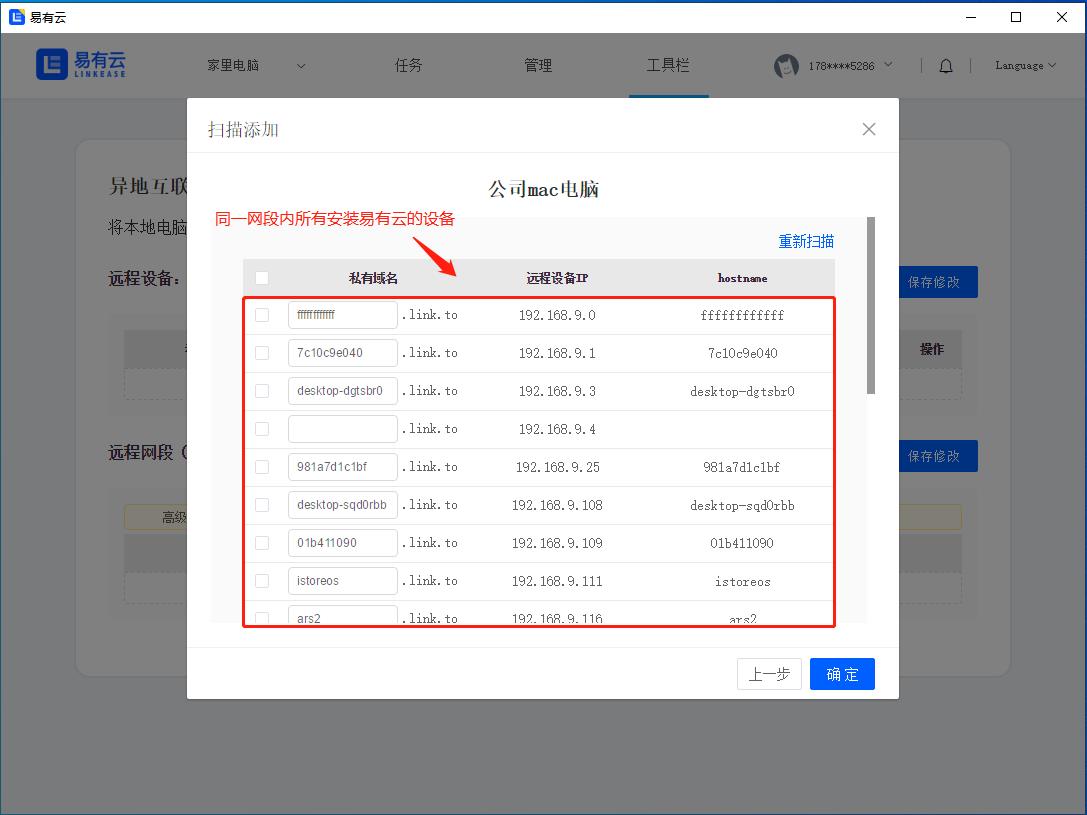 易有云
易有云
LINKEASE
家里电脑
任务
管理
工具栏
178****5286
Language
扫描添加
公司mac电脑
异地互联
同一网段内所有安装易有云的设备
将本地电脑
重新扫描
远程设备:
保存修改
私有域名 远程设备IP hostname
ffffffffffff .link.to 192.168.9.0 ffffffffffff
7c10c9e040 .link.to 192.168.9.1 7c10c9e040
操作
desktop-dgtsbr0 .link.to 192.168.9.3 desktop-dgtsbr0
.link.to 192.168.9.4
远程网段(
保存修改
981a7d1c1bf .link.to 192.168.9.25 981a7d1c1bf
desktop-sqd0rbb .link.to 192.168.9.108 desktop-sqd0rbb
高级
01b411090 .link.to 192.168.9.109 01b411090
istoreos .link.to 192.168.9.111 istoreos
ars2 .link.to 192.168.9.116 ars2
上一步
确 定